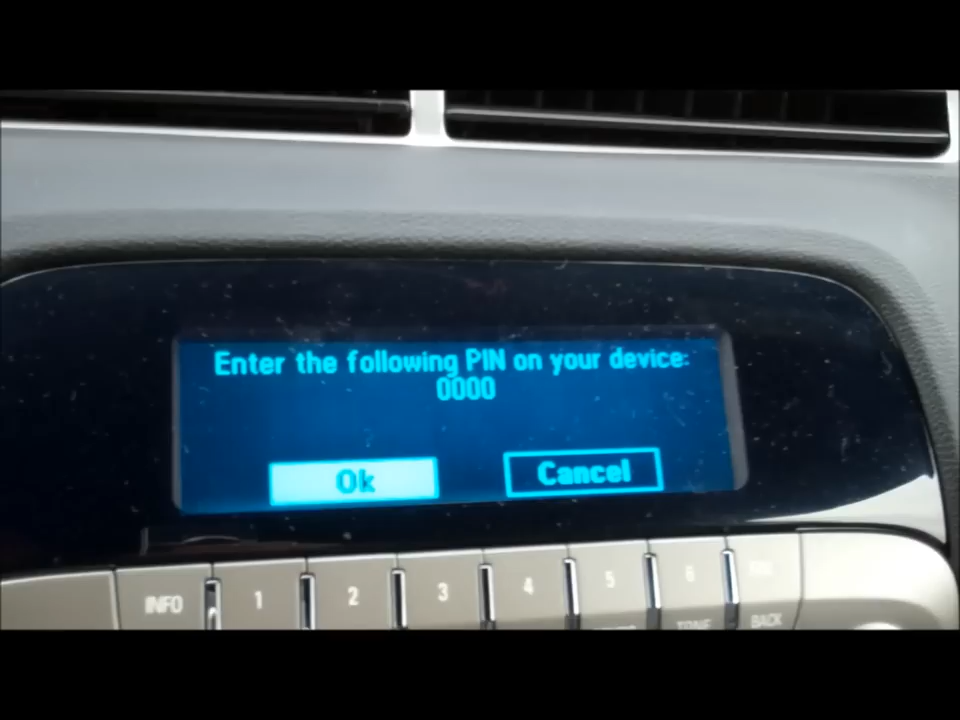 Enter the following PIN on your device:
0000
Ok Cancel
INFO 1 2 3 4 5 6
TONE BACK